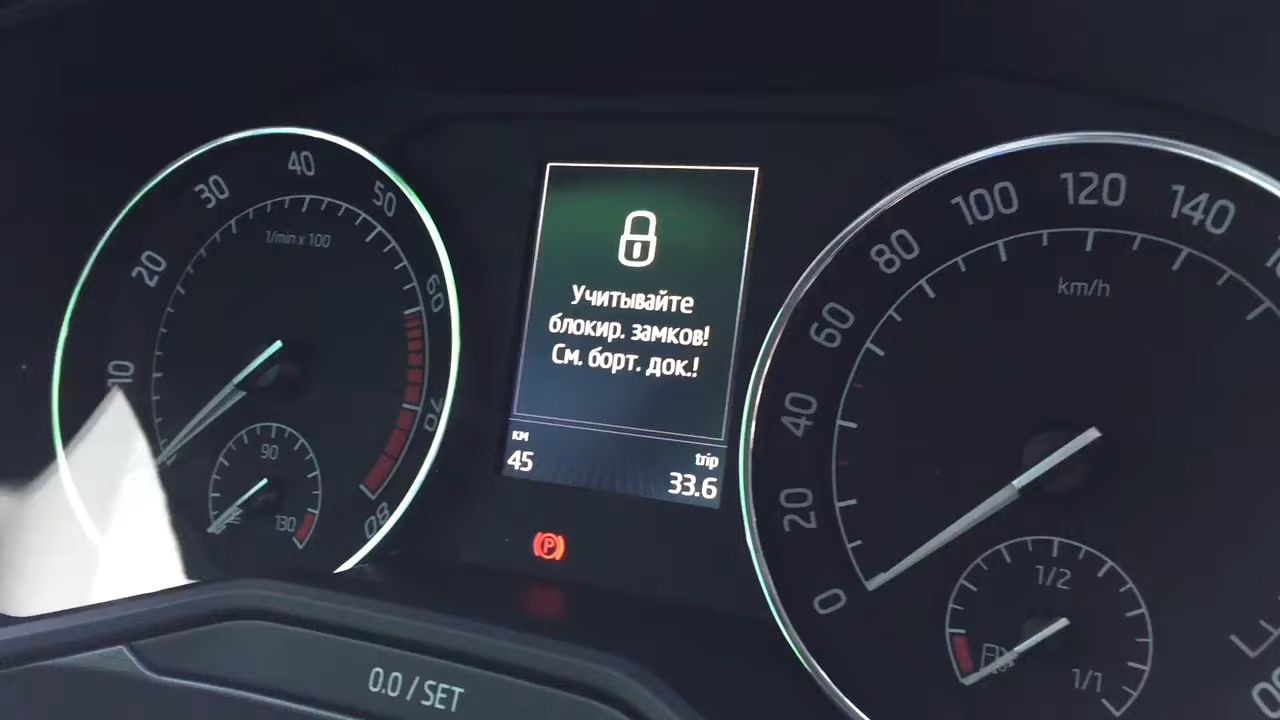 10
20
30
40
50
60
70
80
1/min x 100
90
130
Учитывайте
блокир. замков!
См. борт. док.!
км
trip
45
33.6
P
0
20
40
60
80
100
120
140
km/h
1/2
1/1
0.0 / SET